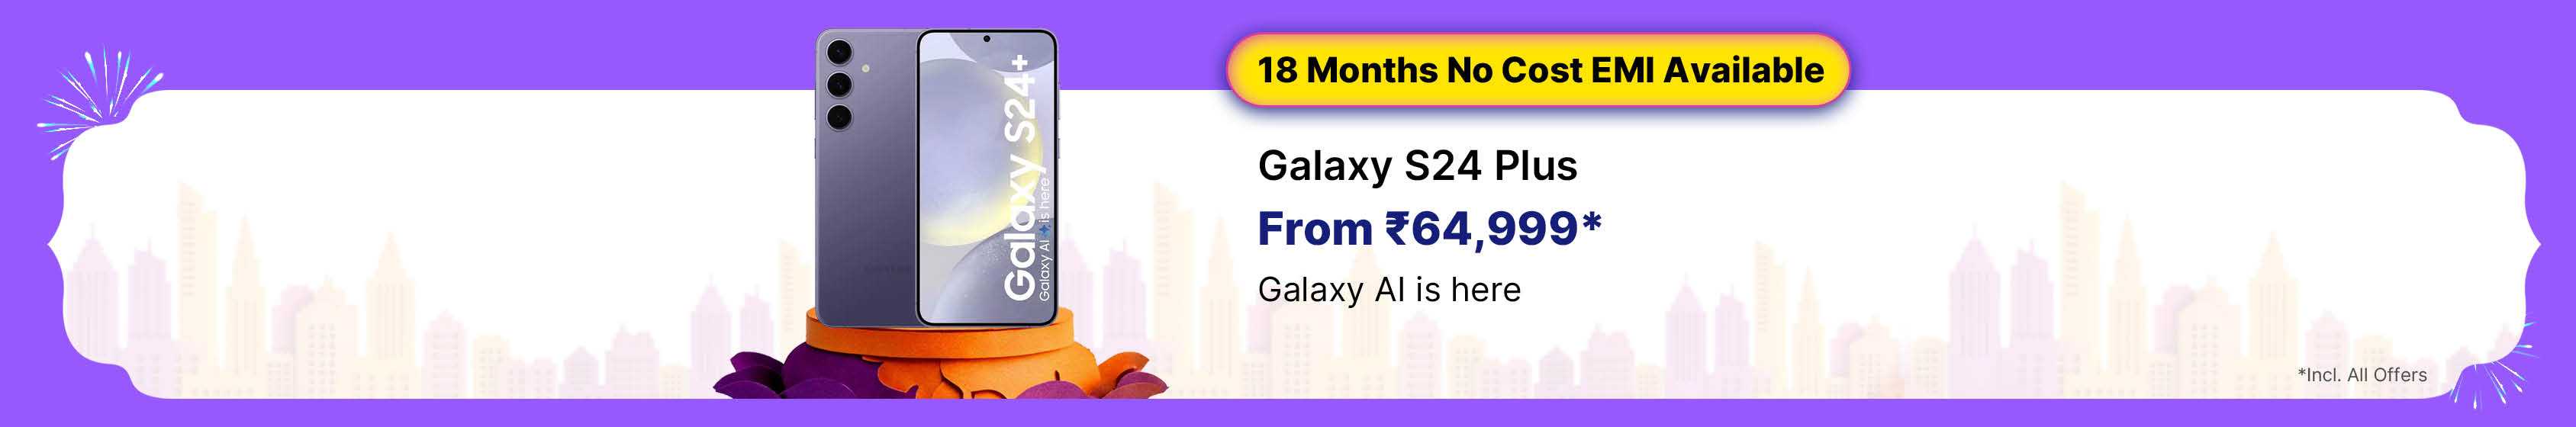 18 Months No Cost EMI Available
Galaxy S24+
Galaxy AI is here
Galaxy S24 Plus
From ₹64,999*
Galaxy AI is here
*Incl. All Offers